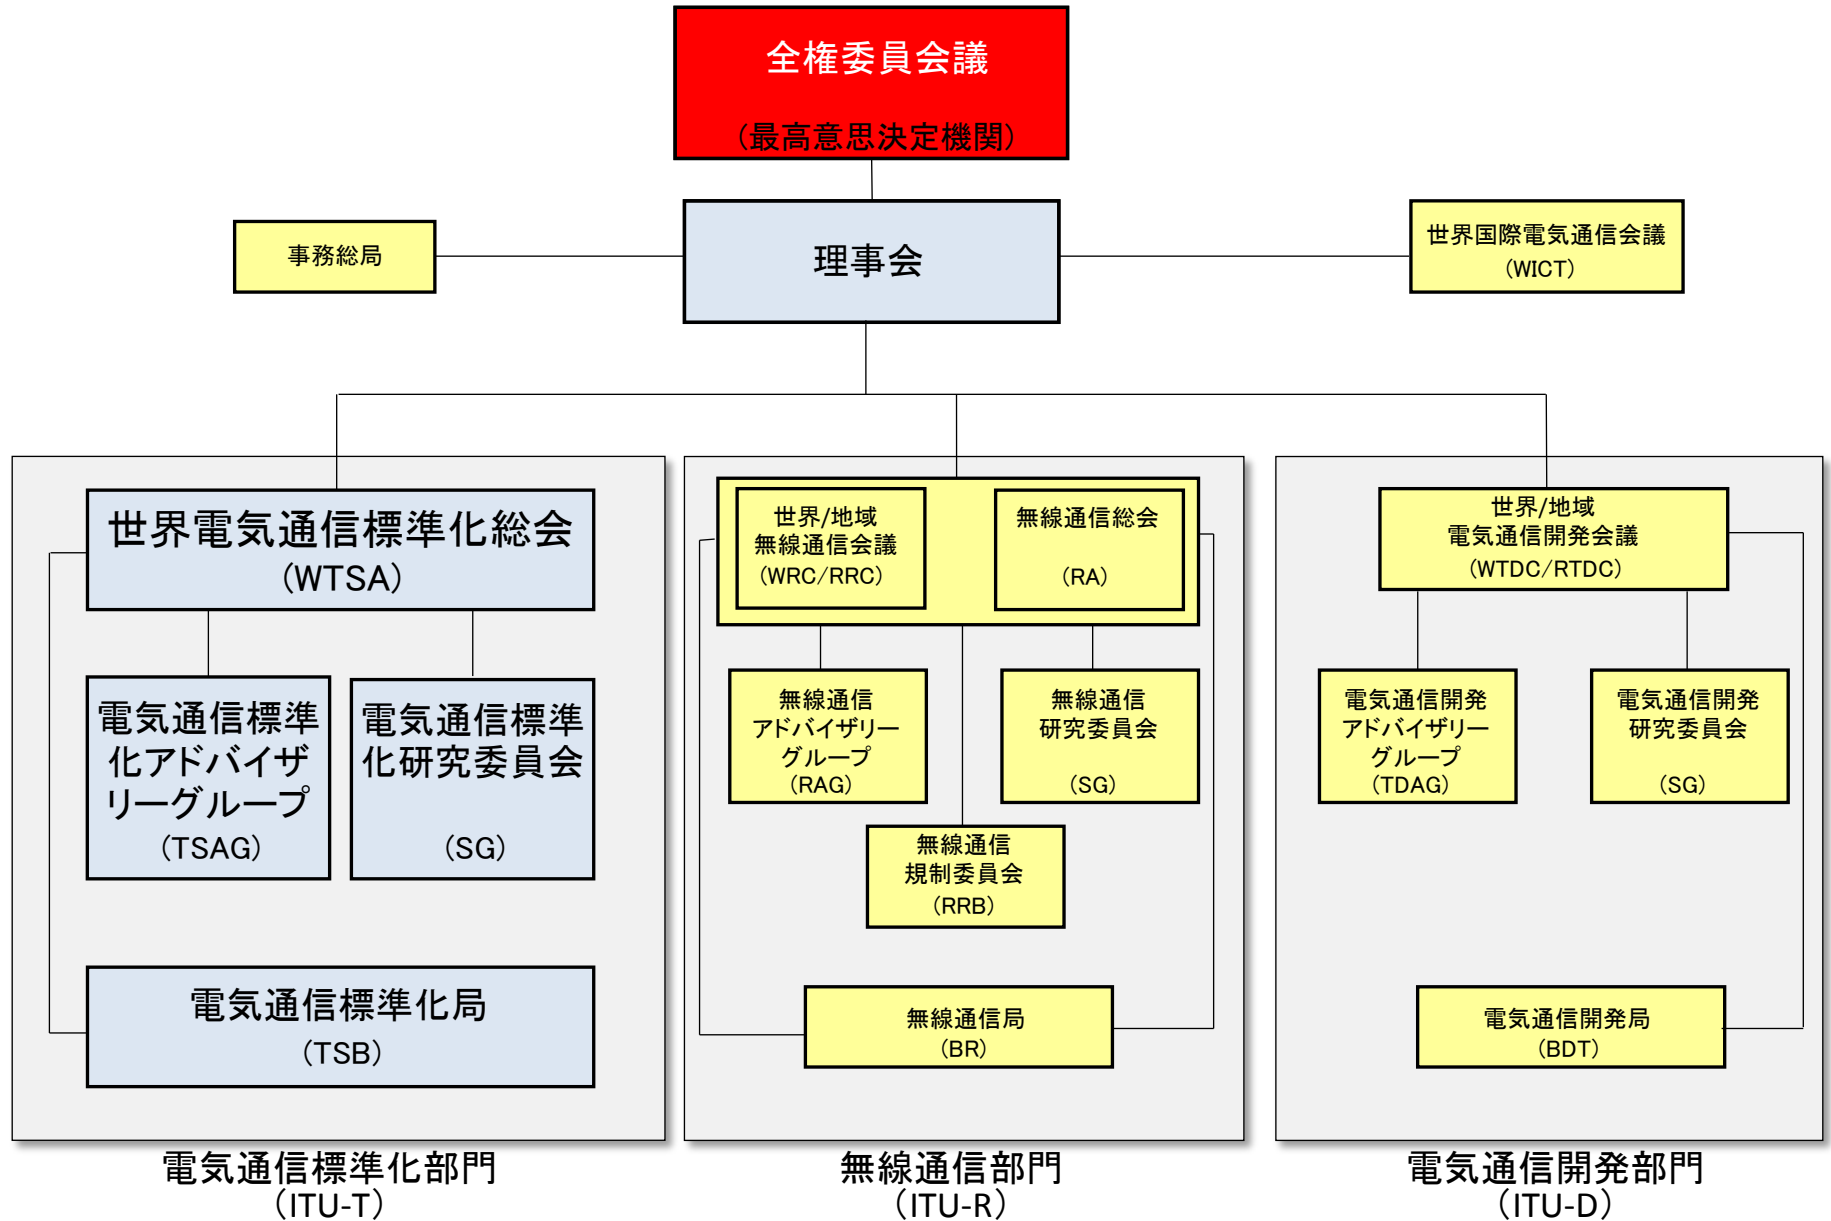 全権委員会議
(最高意思決定機関)
事務総局
理事会
世界国際電気通信会議
(WICT)
世界電気通信標準化総会
(WTSA)
電気通信標準
化アドバイザ
リーグループ
(TSAG)
電気通信標準
化研究委員会
(SG)
電気通信標準化局
(TSB)
電気通信標準化部門
(ITU-T)
世界/地域
無線通信会議
(WRC/RRC)
無線通信総会
(RA)
無線通信
アドバイザリー
グループ
(RAG)
無線通信
研究委員会
(SG)
無線通信
規制委員会
(RRB)
無線通信局
(BR)
無線通信部門
(ITU-R)
世界/地域
電気通信開発会議
(WTDC/RTDC)
電気通信開発
アドバイザリー
グループ
(TDAG)
電気通信開発
研究委員会
(SG)
電気通信開発局
(BDT)
電気通信開発部門
(ITU-D)